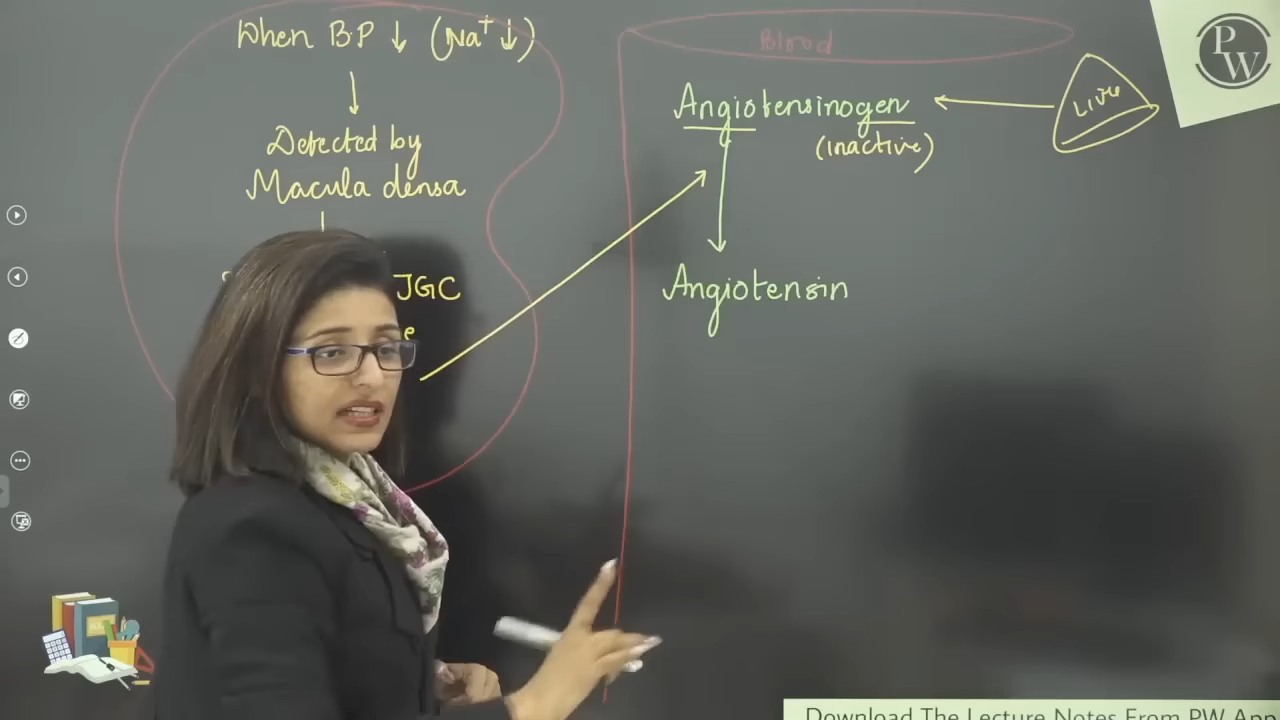 When B.P ↓ (Na⁺ ↓)
↓
Detected by
Macula densa
JGC
Blood
Angiotensinogen
(inactive)
Liver
Angiotensin
PW
Download The Lecture Notes From PW App